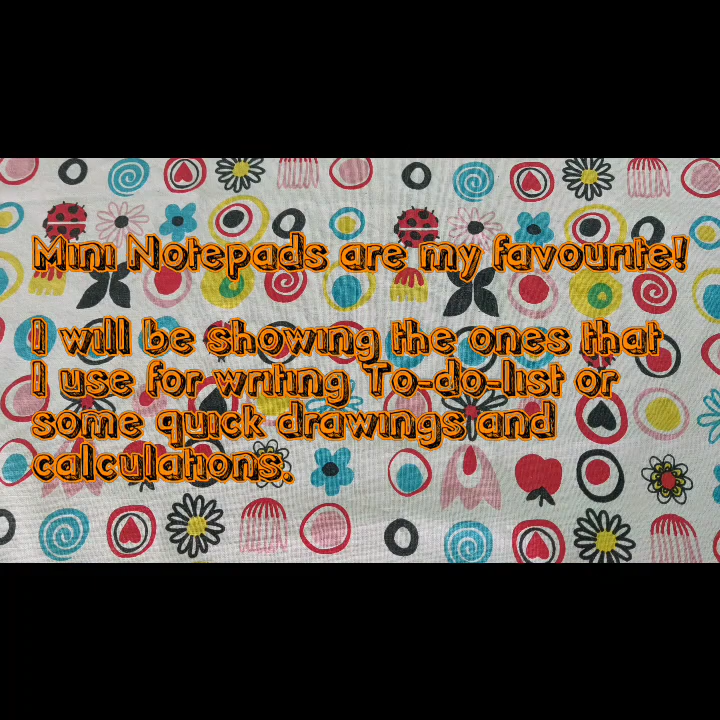 Mini Notepads are my favourite!
I will be showing the ones that
I use for writing To-do-list or
some quick drawings and
calculations.